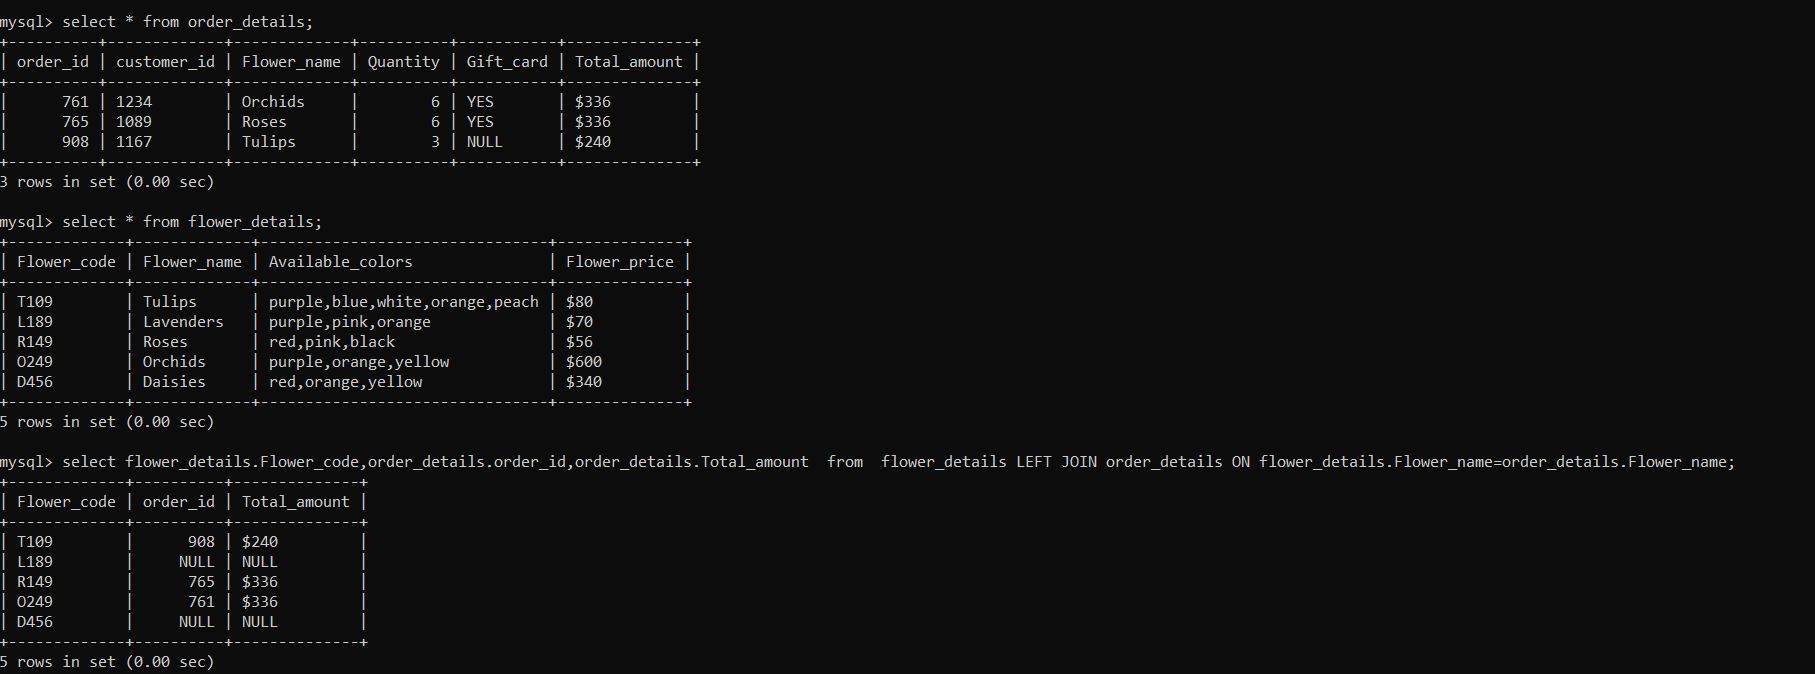 mysql> select * from order_details;
+----------+-------------+-------------+----------+-----------+--------------+
| order_id | customer_id | Flower_name | Quantity | Gift_card | Total_amount |
+----------+-------------+-------------+----------+-----------+--------------+
|      761 | 1234        | Orchids     |        6 | YES       | $336         |
|      765 | 1089        | Roses       |        6 | YES       | $336         |
|      908 | 1167        | Tulips      |        3 | NULL      | $240         |
+----------+-------------+-------------+----------+-----------+--------------+
3 rows in set (0.00 sec)

mysql> select * from flower_details;
+-------------+-------------+--------------------------------+--------------+
| Flower_code | Flower_name | Available_colors               | Flower_price |
+-------------+-------------+--------------------------------+--------------+
| T109        | Tulips      | purple,blue,white,orange,peach | $80          |
| L189        | Lavenders   | purple,pink,orange             | $70          |
| R149        | Roses       | red,pink,black                 | $56          |
| O249        | Orchids     | purple,orange,yellow           | $600         |
| D456        | Daisies     | red,orange,yellow              | $340         |
+-------------+-------------+--------------------------------+--------------+
5 rows in set (0.00 sec)

mysql> select flower_details.Flower_code,order_details.order_id,order_details.Total_amount  from  flower_details LEFT JOIN order_details ON flower_details.Flower_name=order_details.Flower_name;
+-------------+----------+--------------+
| Flower_code | order_id | Total_amount |
+-------------+----------+--------------+
| T109        |      908 | $240         |
| L189        |     NULL | NULL         |
| R149        |      765 | $336         |
| O249        |      761 | $336         |
| D456        |     NULL | NULL         |
+-------------+----------+--------------+
5 rows in set (0.00 sec)